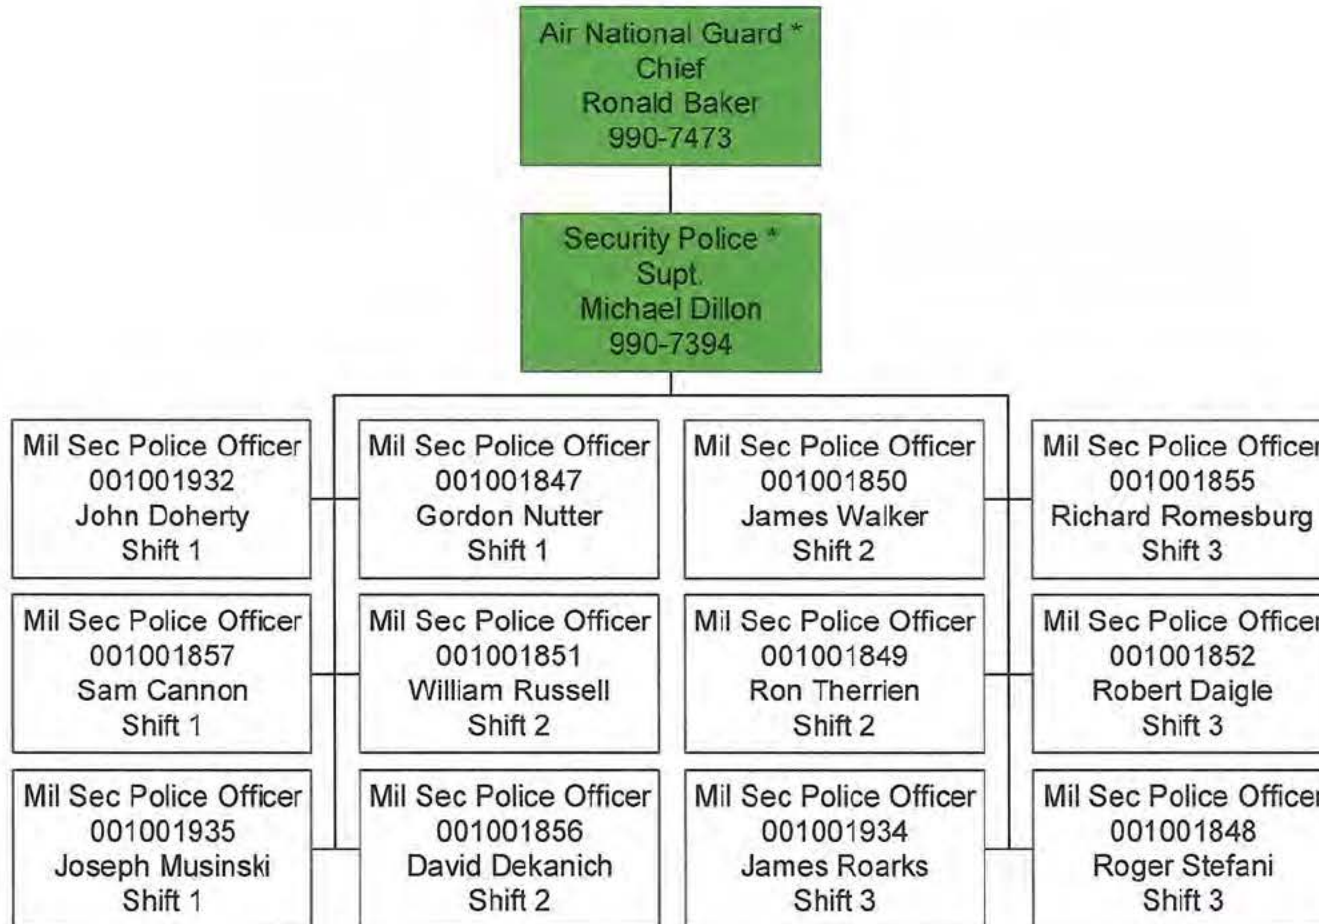 Air National Guard *
Chief
Ronald Baker
990-7473
Security Police *
Supt.
Michael Dillon
990-7394
Mil Sec Police Officer
001001932
John Doherty
Shift 1
Mil Sec Police Officer
001001847
Gordon Nutter
Shift 1
Mil Sec Police Officer
001001850
James Walker
Shift 2
Mil Sec Police Officer
001001855
Richard Romesburg
Shift 3
Mil Sec Police Officer
001001857
Sam Cannon
Shift 1
Mil Sec Police Officer
001001851
William Russell
Shift 2
Mil Sec Police Officer
001001849
Ron Therrien
Shift 2
Mil Sec Police Officer
001001852
Robert Daigle
Shift 3
Mil Sec Police Officer
001001935
Joseph Musinski
Shift 1
Mil Sec Police Officer
001001856
David Dekanich
Shift 2
Mil Sec Police Officer
001001934
James Roarks
Shift 3
Mil Sec Police Officer
001001848
Roger Stefani
Shift 3